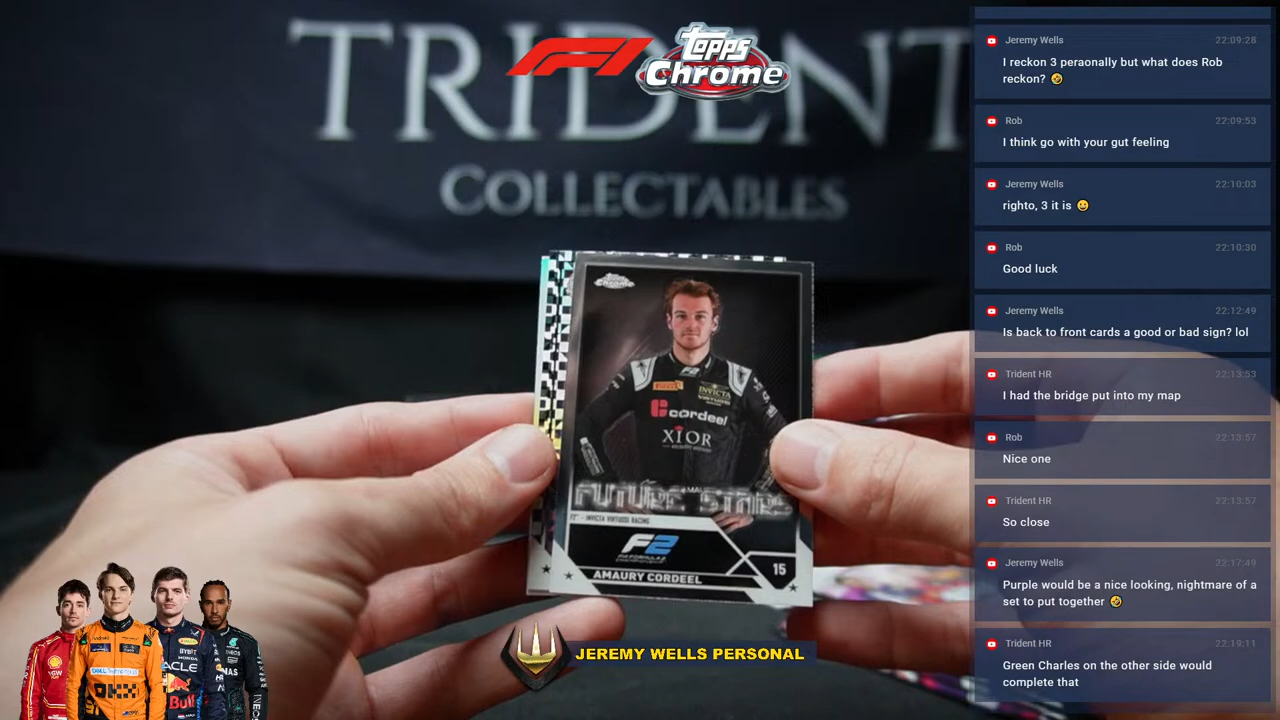 TRIDENT
COLLECTABLES
F1
TOPPS
Chrome
Topps
Chrome
INVICTA
cordeel
XIOR
FUTURE STARS
F2™ - INVICTA VIRTUOSI RACING
F2
AMAURY CORDEEL
15
JEREMY WELLS PERSONAL
Jeremy Wells 22:09:28
I reckon 3 peraonally but what does Rob
reckon? 🤣
Rob 22:09:53
I think go with your gut feeling
Jeremy Wells 22:10:03
righto, 3 it is 😀
Rob 22:10:30
Good luck
Jeremy Wells 22:12:49
Is back to front cards a good or bad sign? lol
Trident HR 22:13:53
I had the bridge put into my map
Rob 22:13:57
Nice one
Trident HR 22:13:57
So close
Jeremy Wells 22:17:49
Purple would be a nice looking, nightmare of a
set to put together 🤣
Trident HR 22:19:11
Green Charles on the other side would
complete that